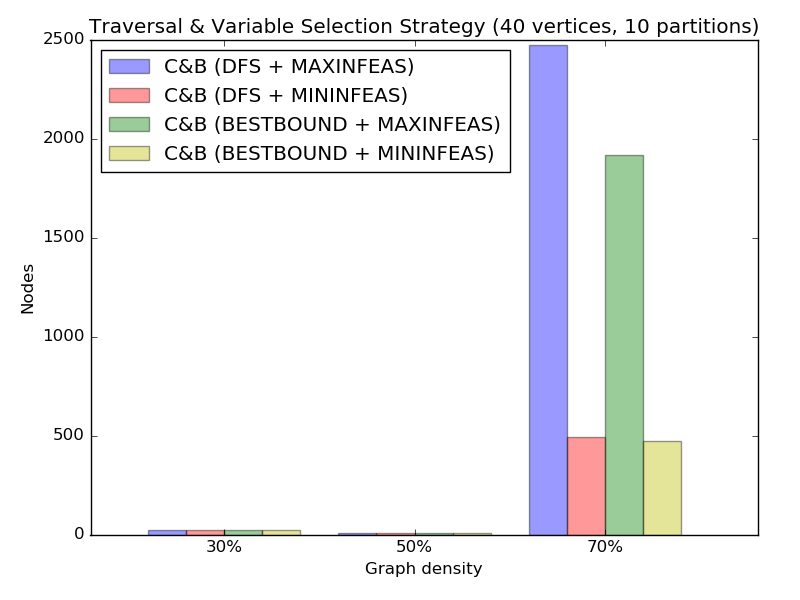 Traversal & Variable Selection Strategy (40 vertices, 10 partitions)
C&B (DFS + MAXINFEAS)
C&B (DFS + MININFEAS)
C&B (BESTBOUND + MAXINFEAS)
C&B (BESTBOUND + MININFEAS)
2500
2000
1500
1000
500
0
Nodes
30%
50%
70%
Graph density